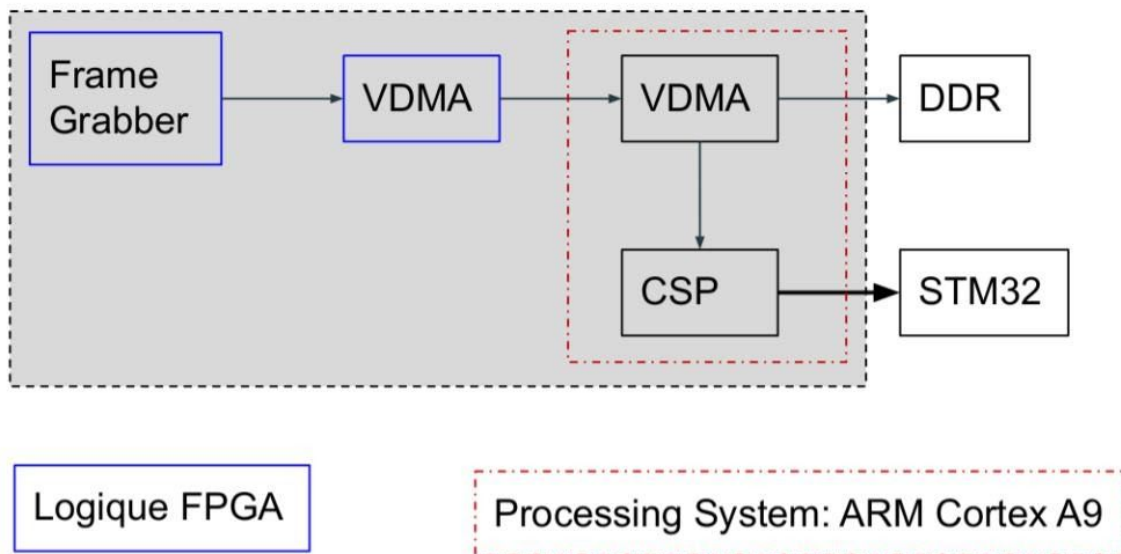 Frame
Grabber
VDMA
VDMA
DDR
CSP
STM32
Logique FPGA
Processing System: ARM Cortex A9